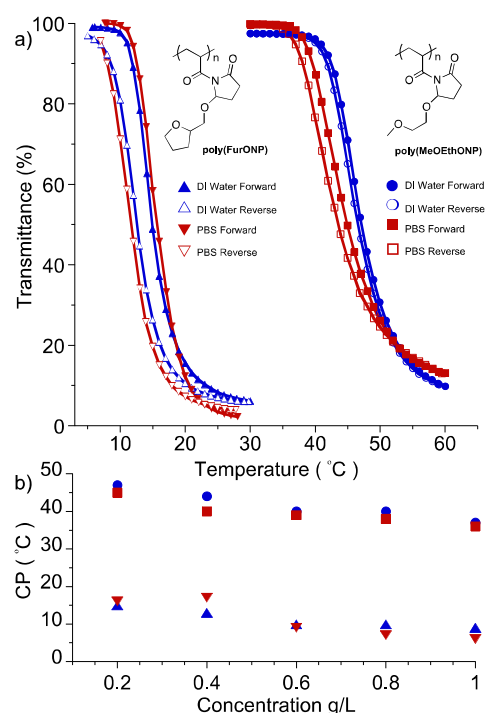 a)
Transmittance (%)
100
80
60
40
20
0
n
O
N
O
O
O
poly(FurONP)
DI Water Forward
DI Water Reverse
PBS Forward
PBS Reverse
n
O
N
O
O
O
poly(MeOEthONP)
DI Water Forward
DI Water Reverse
PBS Forward
PBS Reverse
10 20 30 40 50 60
Temperature ( °C)
b)
CP ( °C)
50
40
30
20
10
0
0.2 0.4 0.6 0.8 1
Concentration g/L